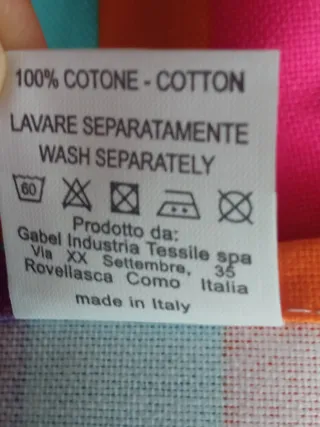 100% COTONE - COTTON
LAVARE SEPARATAMENTE
WASH SEPARATELY
60
Prodotto da:
Gabel Industria Tessile spa
Via XX Settembre, 35
Rovellasca Como Italia
made in Italy